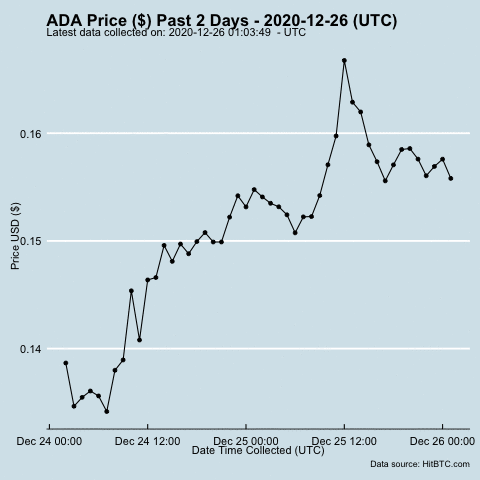 ADA Price ($) Past 2 Days - 2020-12-26 (UTC)
Latest data collected on: 2020-12-26 01:03:49  - UTC
0.16
0.15
0.14
Price USD ($)
Dec 24 00:00 Dec 24 12:00 Dec 25 00:00 Dec 25 12:00 Dec 26 00:00
Date Time Collected (UTC)
Data source: HitBTC.com